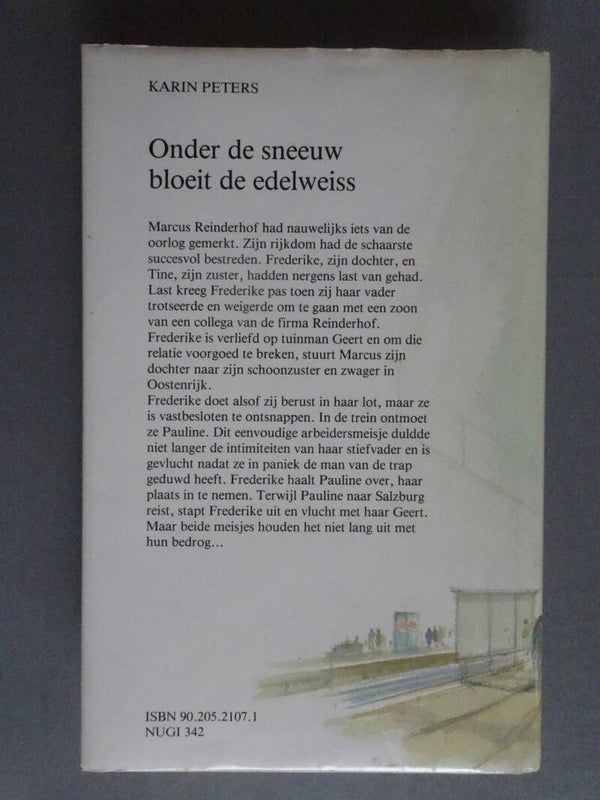 KARIN PETERS
Onder de sneeuw
bloeit de edelweiss
Marcus Reinderhof had nauwelijks iets van de
oorlog gemerkt. Zijn rijkdom had de schaarste
succesvol bestreden. Frederike, zijn dochter, en
Tine, zijn zuster, hadden nergens last van gehad.
Last kreeg Frederike pas toen zij haar vader
trotseerde en weigerde om te gaan met een zoon
van een collega van de firma Reinderhof.
Frederike is verliefd op tuinman Geert en om die
relatie voorgoed te breken, stuurt Marcus zijn
dochter naar zijn schoonzuster en zwager in
Oostenrijk.
Frederike doet alsof zij berust in haar lot, maar ze
is vastbesloten te ontsnappen. In de trein ontmoet
ze Pauline. Dit eenvoudige arbeidersmeisje duldde
niet langer de intimiteiten van haar stiefvader en is
gevlucht nadat ze in paniek de man van de trap
geduwd heeft. Frederike haalt Pauline over, haar
plaats in te nemen. Terwijl Pauline naar Salzburg
reist, stapt Frederike uit en vlucht met haar Geert.
Maar beide meisjes houden het niet lang uit met
hun bedrog...
ISBN 90.205.2107.1
NUGI 342